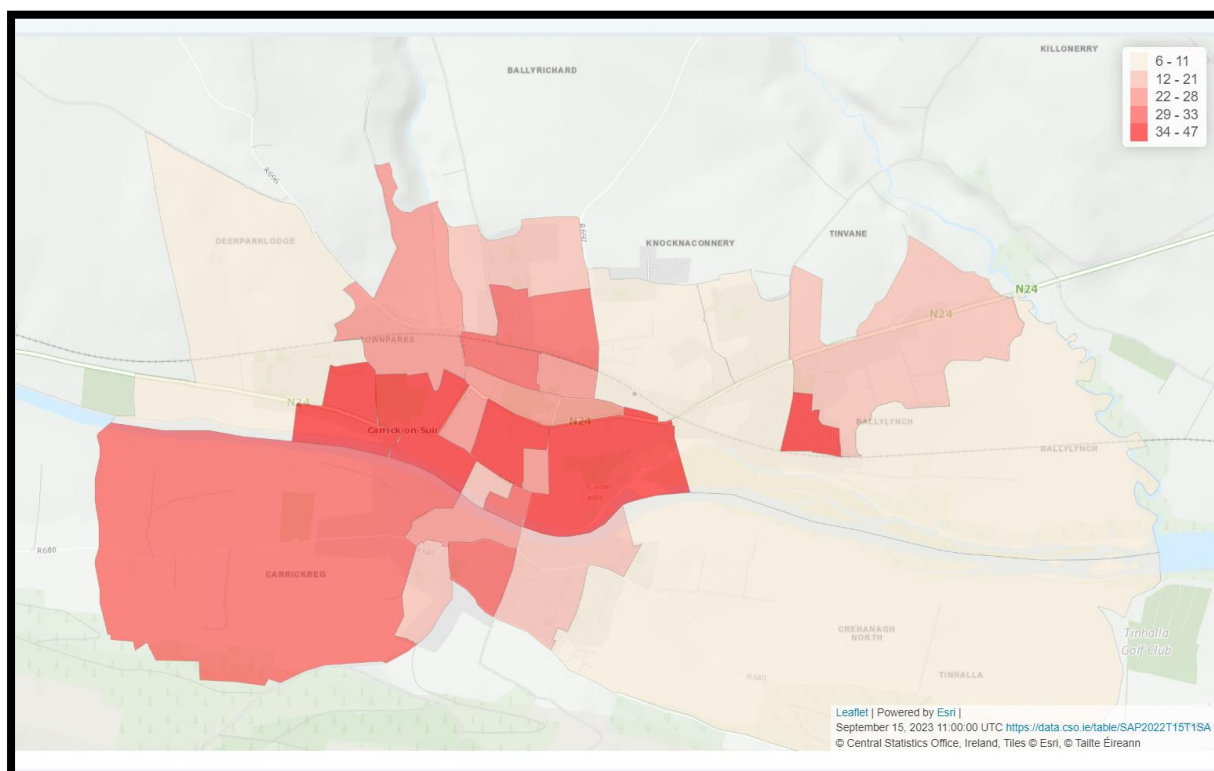 KILLONERRY
BALLYRICHARD
6 - 11
12 - 21
22 - 28
29 - 33
34 - 47
R696
R697
DEERPARKLODGE
KNOCKNACONNERY
TINVANE
N24
N24
TOWNPARKS
N24
N24
Carrick-on-Suir
BALLYLYNCH
BALLYLYNCH
Castle
Castle
R680
CARRICKBEG
CREHANAGH
NORTH
Tinhalla
Golf Club
R680
TINHALLA
Leaflet | Powered by Esri |
September 15, 2023 11:00:00 UTC https://data.cso.ie/table/SAP2022T15T1SA
© Central Statistics Office, Ireland, Tiles © Esri, © Tailte Éireann